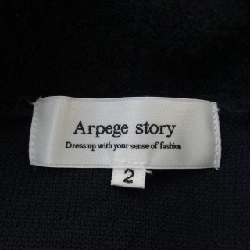 Arpege story
Dress up with your sense of fashion
2